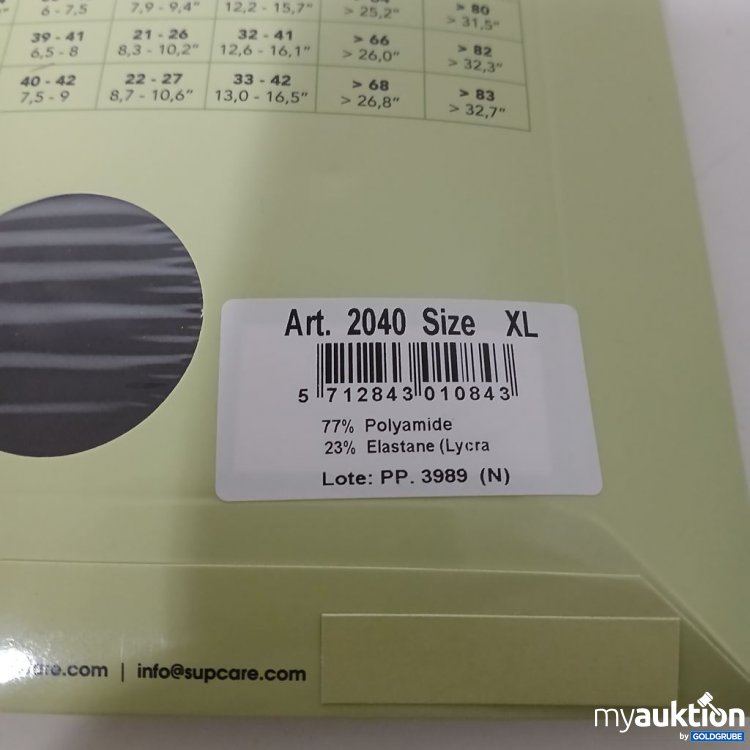 6 - 7,5 7,9 - 9,4” 12,2 - 15,7” > 25,2” > 80
> 31,5”
39 - 41 21 - 26 32 - 41 > 66 > 82
6,5 - 8 8,3 - 10,2” 12,6 - 16,1” > 26,0” > 32,3”
40 - 42 22 - 27 33 - 42 > 68 > 83
7,5 - 9 8,7 - 10,6” 13,0 - 16,5” > 26,8” > 32,7”
Art. 2040 Size XL
5 712843 010843
77% Polyamide
23% Elastane (Lycra
Lote: PP. 3989 (N)
.com | info@supcare.com
myauktion
by GOLDGRUBE